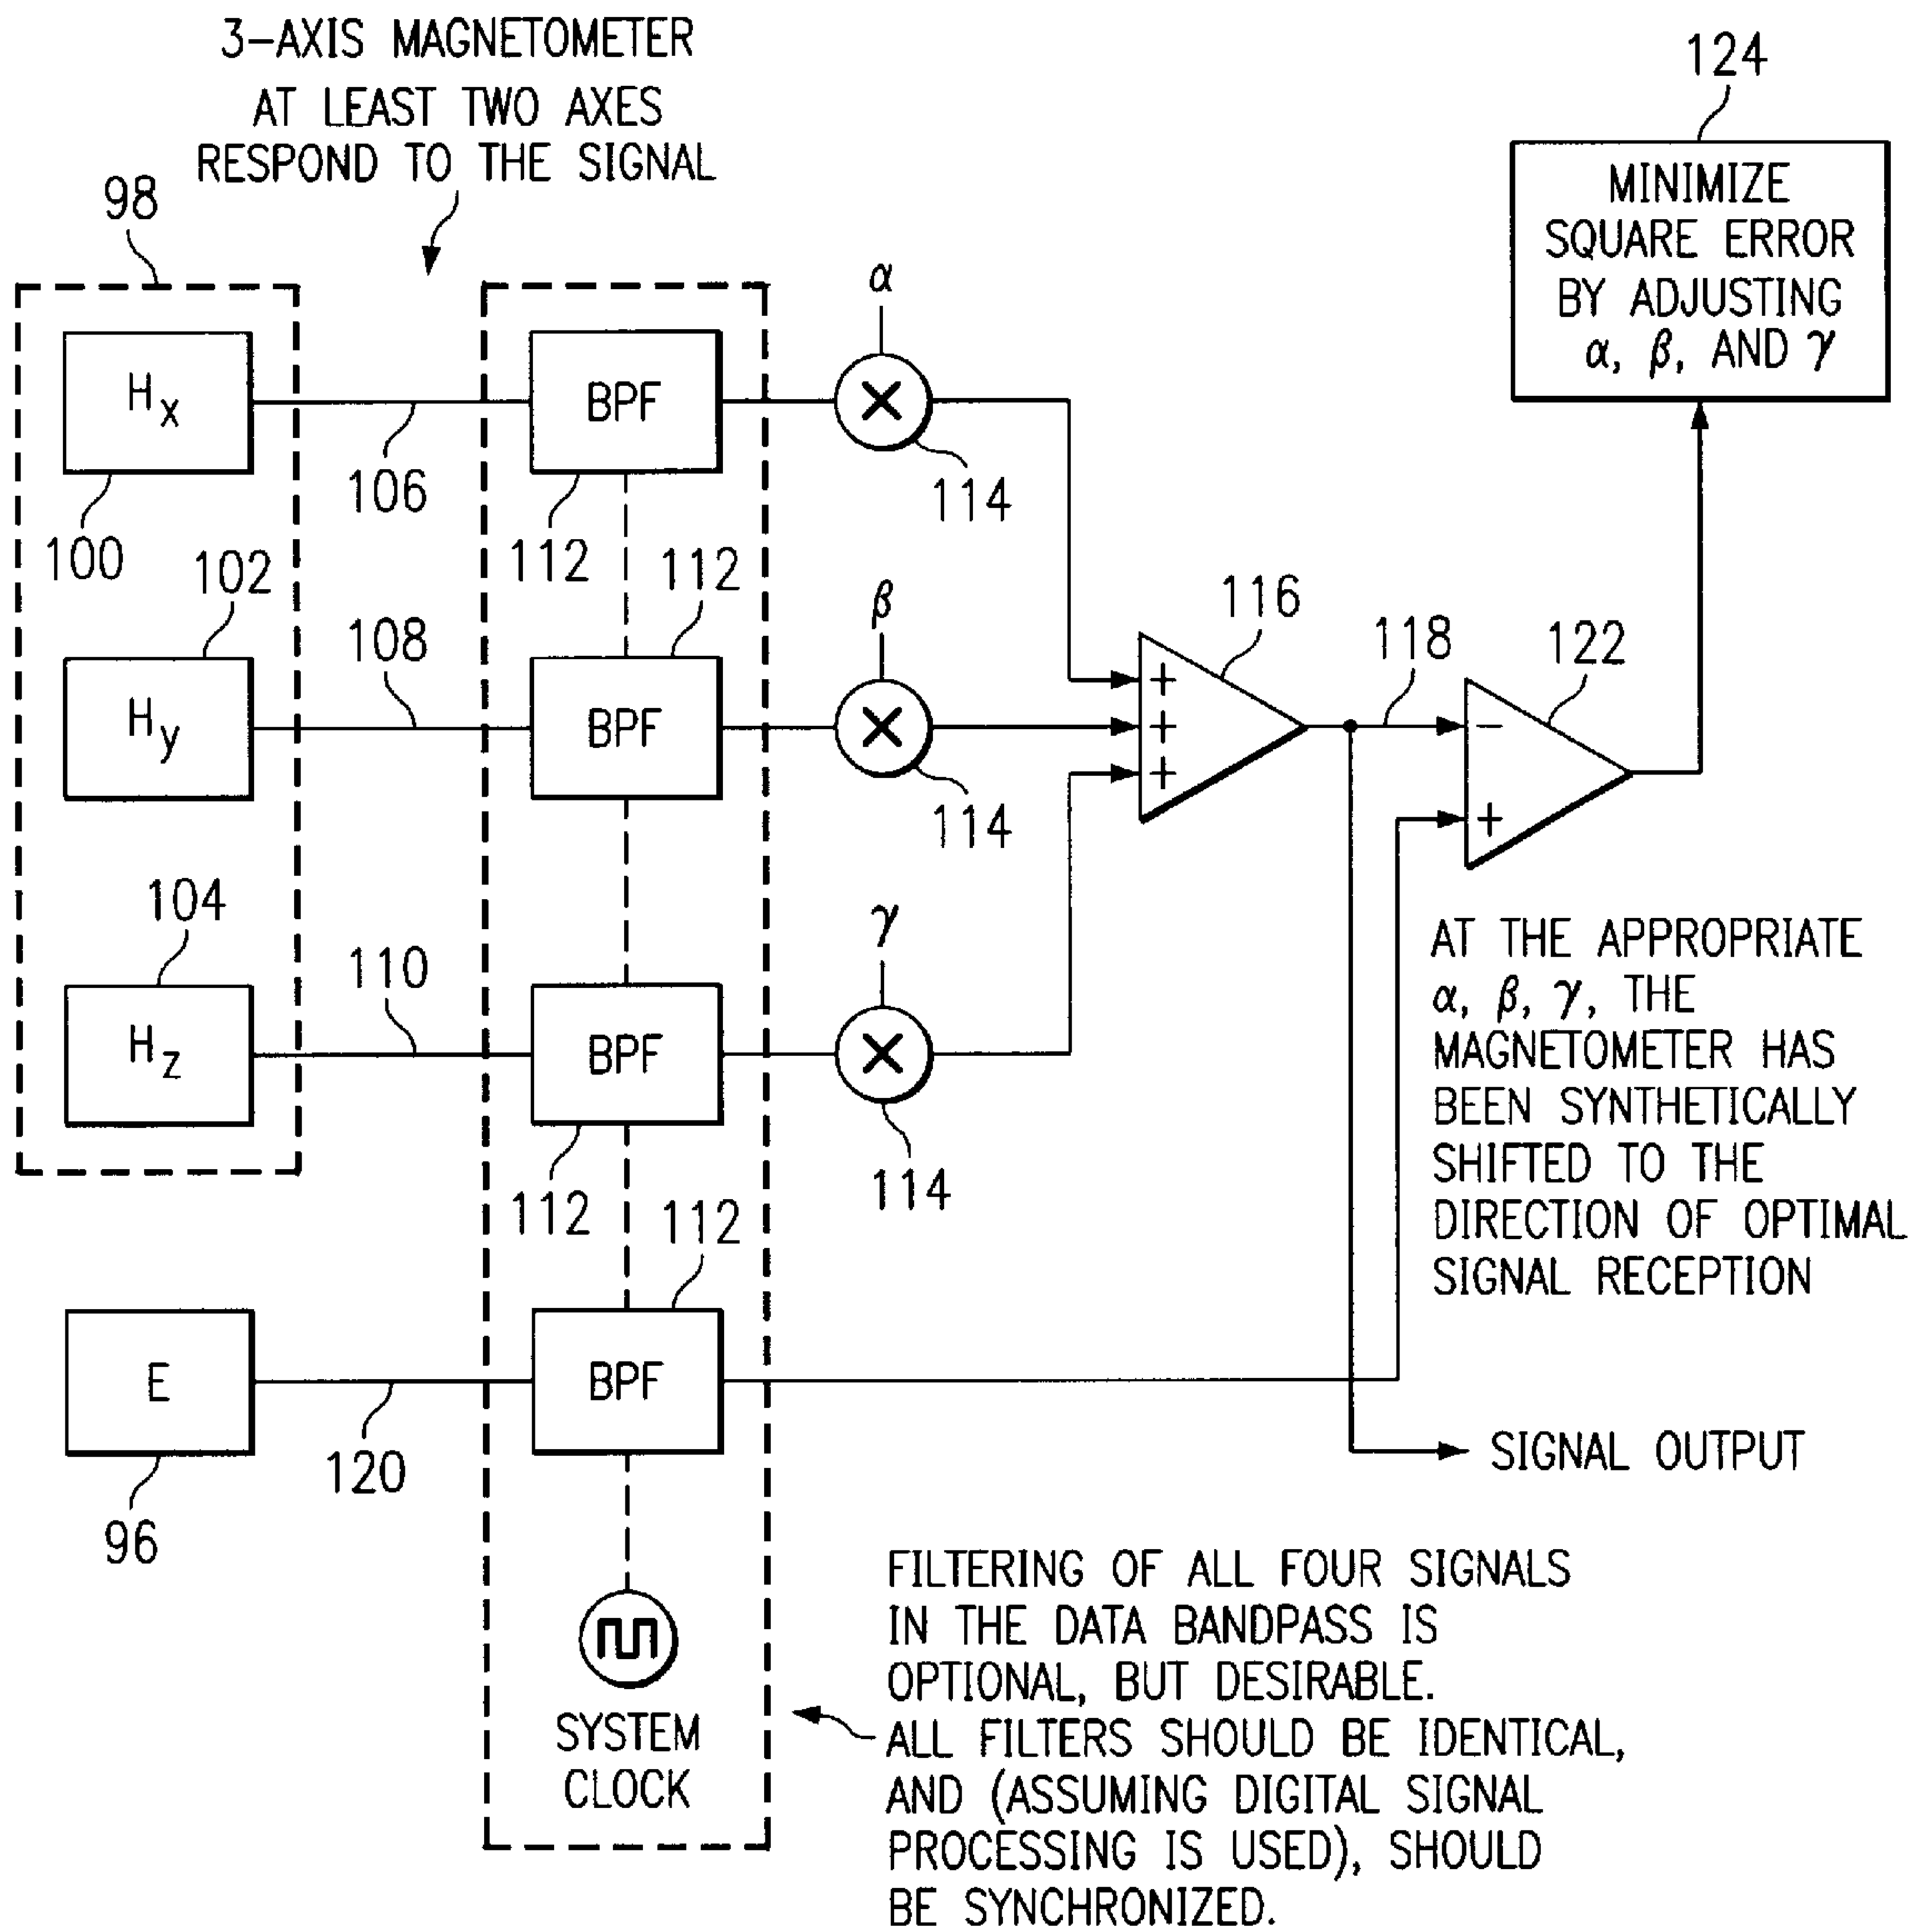 3-AXIS MAGNETOMETER
AT LEAST TWO AXES
RESPOND TO THE SIGNAL
124
MINIMIZE
SQUARE ERROR
BY ADJUSTING
α, β, AND γ
98
Hx
100
106
BPF
112
α
114
102
Hy
108
112
BPF
β
114
116
+
+
+
118
122
−
+
104
Hz
110
BPF
112
γ
114
AT THE APPROPRIATE
α, β, γ, THE
MAGNETOMETER HAS
BEEN SYNTHETICALLY
SHIFTED TO THE
DIRECTION OF OPTIMAL
SIGNAL RECEPTION
E
96
120
112
BPF
SIGNAL OUTPUT
SYSTEM
CLOCK
FILTERING OF ALL FOUR SIGNALS
IN THE DATA BANDPASS IS
OPTIONAL, BUT DESIRABLE.
ALL FILTERS SHOULD BE IDENTICAL,
AND (ASSUMING DIGITAL SIGNAL
PROCESSING IS USED), SHOULD
BE SYNCHRONIZED.